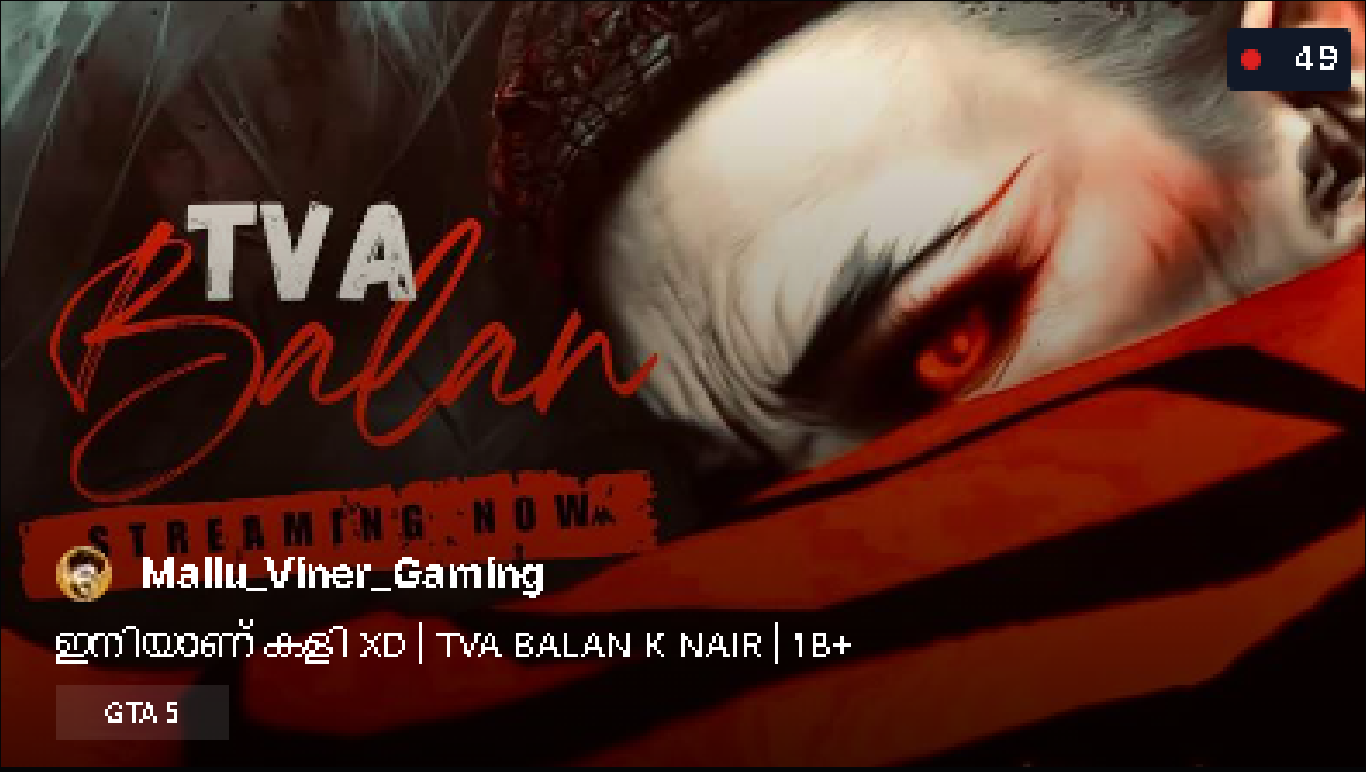 49
TVA
Balan
STREAMING NOW
Mallu_Viner_Gaming
ഇനിയാണ് കളി XD | TVA BALAN K NAIR | 18+
GTA 5